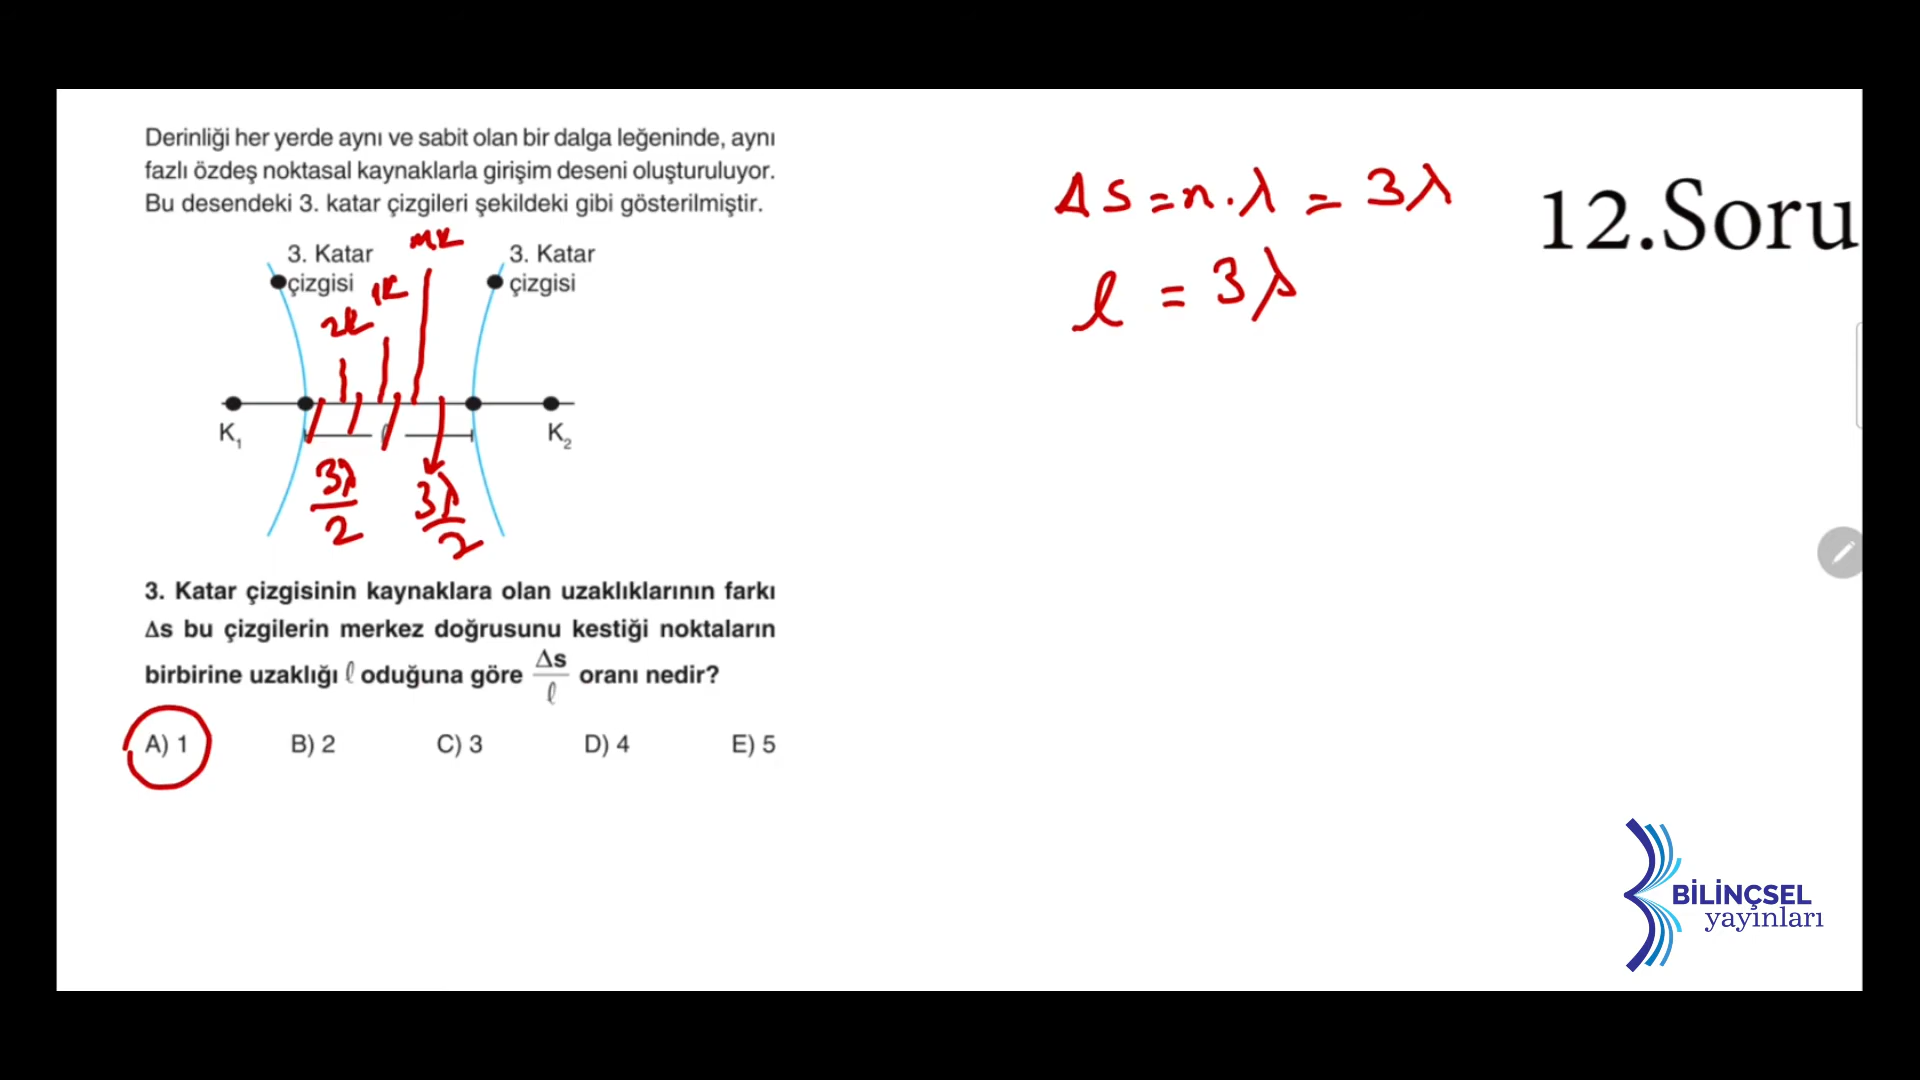 Derinliği her yerde aynı ve sabit olan bir dalga leğeninde, aynı
fazlı özdeş noktasal kaynaklarla girişim deseni oluşturuluyor.
Bu desendeki 3. katar çizgileri şekildeki gibi gösterilmiştir.
3. Katar
çizgisi
MK
3. Katar
çizgisi
1K
2K
K1
ℓ
K2
3λ/2
3λ/2
3. Katar çizgisinin kaynaklara olan uzaklıklarının farkı
Δs bu çizgilerin merkez doğrusunu kestiği noktaların
birbirine uzaklığı ℓ oduğuna göre Δs/ℓ oranı nedir?
A) 1 B) 2 C) 3 D) 4 E) 5
ΔS = n.λ = 3λ
ℓ = 3λ
12.Soru
BİLİNÇSEL
yayınları